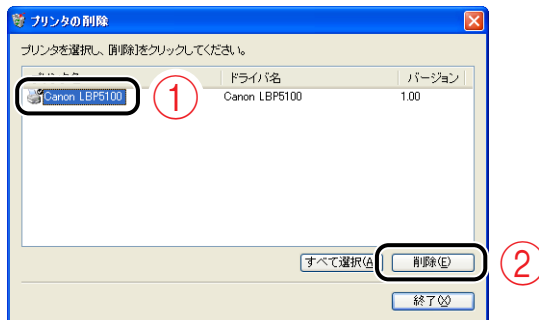 プリンタの削除
プリンタを選択し、[削除]をクリックしてください。
ドライバ名 バージョン
Canon LBP5100 ① Canon LBP5100 1.00
すべて選択(A 削除(E) ②
終了(X)